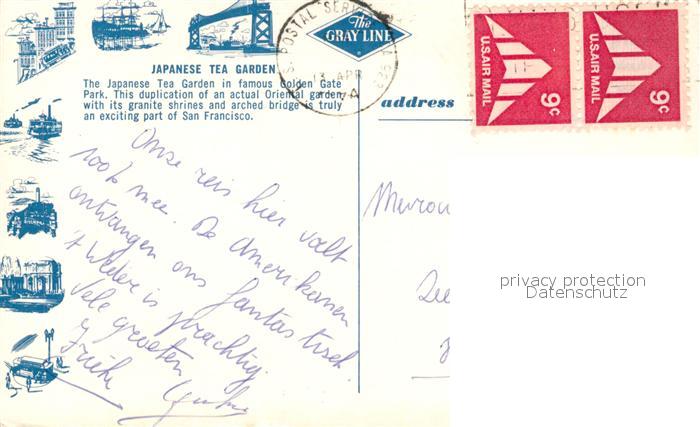 The
GRAY LINE
POSTAL SERVICE
13 APR
JAPANESE TEA GARDEN
The Japanese Tea Garden in famous Golden Gate
Park. This duplication of an actual Oriental garden,
with its granite shrines and arched bridge is truly
an exciting part of San Francisco.
address
U.S. AIR MAIL
9c
U.S. AIR MAIL
9c
Onze reis hier valt
rook mee. De Amerikanen
ontvangen ons fantastisch.
't Weder is prachtig.
Vele groeten
privacy protection
Datenschutz